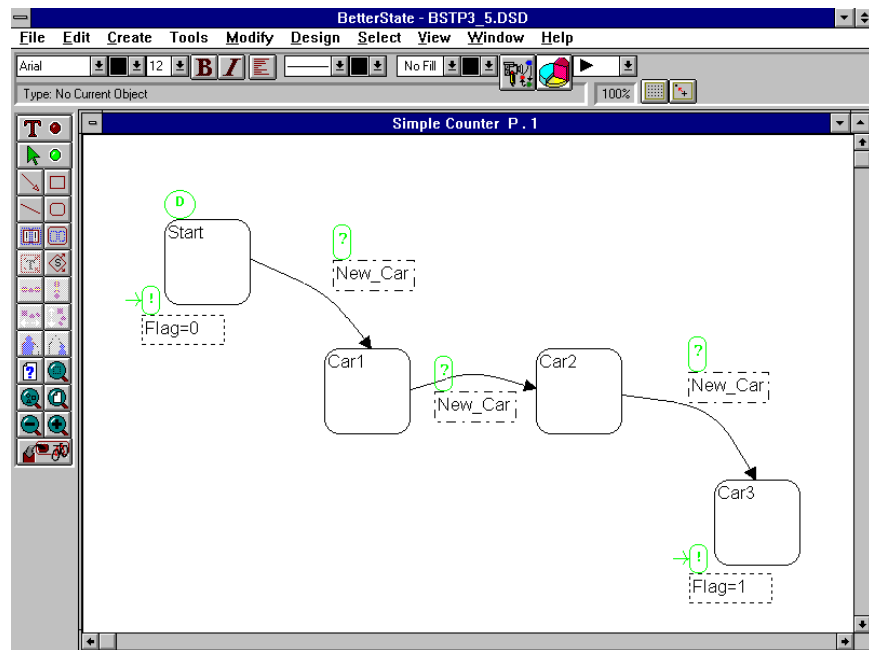 BetterState - BSTP3_5.DSD
File Edit Create Tools Modify Design Select View Window Help
Arial 12 B I No Fill
Type: No Current Object 100%
Simple Counter P . 1
T
D
Start
?
New_Car
!
Flag=0
Car1
?
New_Car
Car2
?
New_Car
Car3
!
Flag=1